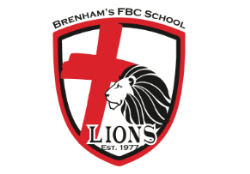 BRENHAM'S FBC SCHOOL
LIONS
EST. 1977